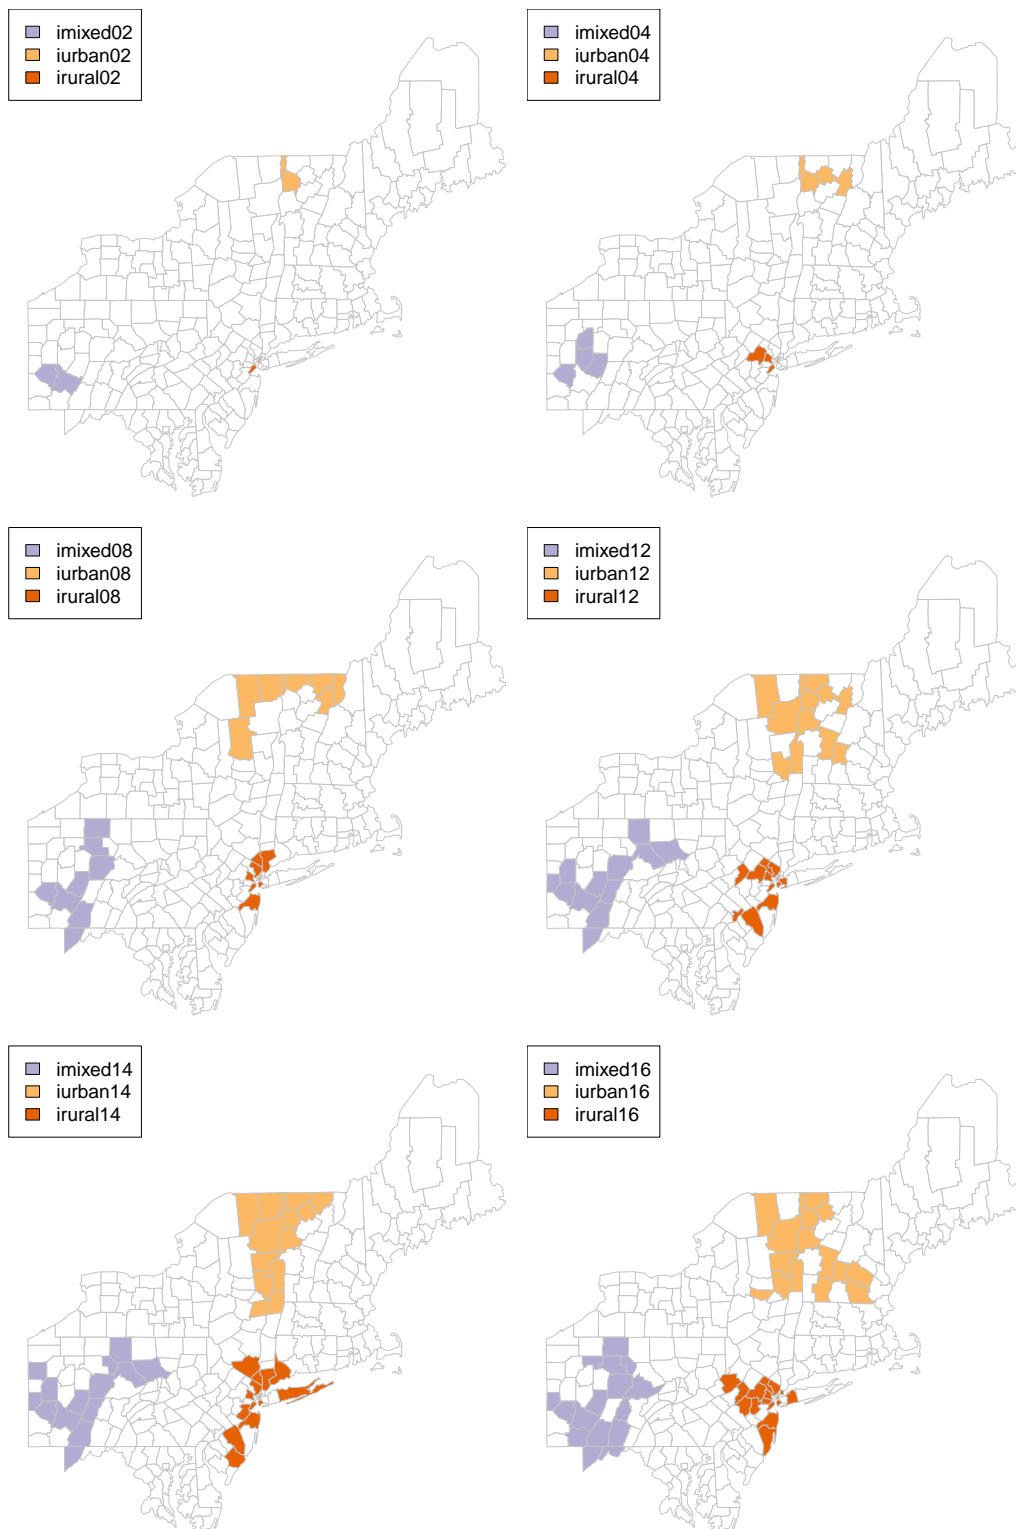 imixed02
iurban02
irural02
imixed04
iurban04
irural04
imixed08
iurban08
irural08
imixed12
iurban12
irural12
imixed14
iurban14
irural14
imixed16
iurban16
irural16